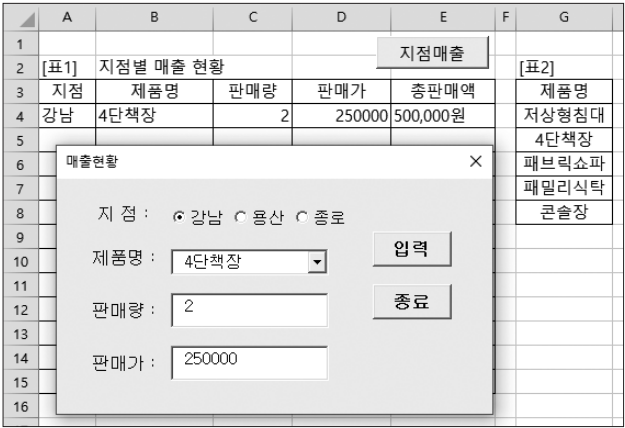 A B C D E F G
1 지점매출
2 [표1] 지점별 매출 현황 [표2]
3 지점 제품명 판매량 판매가 총판매액 제품명
4 강남 4단책장 2 250000 500,000원 저상형침대
5 4단책장
6 매출현황 × 패브릭쇼파
7 패밀리식탁
8 지 점 : 강남 용산 종로 콘솔장
9
10 제품명 : 4단책장 입력
11
12 판매량 : 2 종료
13
14 판매가 : 250000
15
16